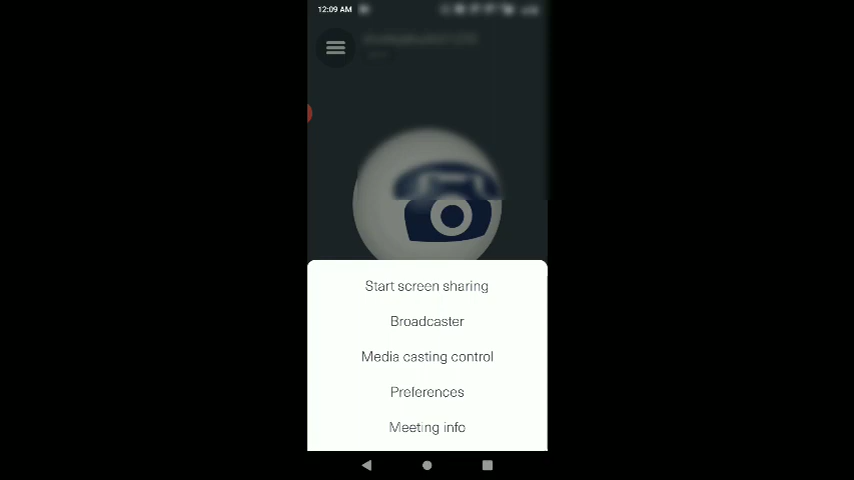 12:09 AM
Start screen sharing
Broadcaster
Media casting control
Preferences
Meeting info